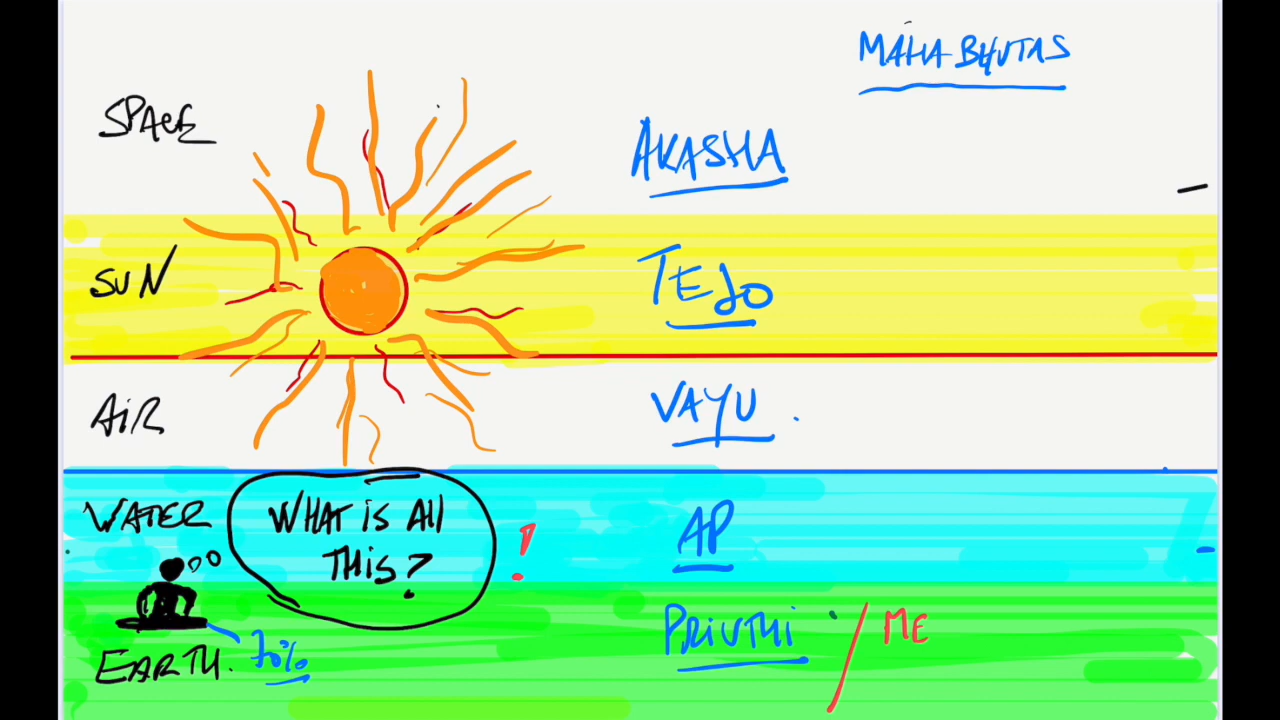 MAHA BHUTAS
SPACE
AKASHA
SUN
TEJO
AIR
VAYU .
WATER
WHAT iS All
THiS?
!
AP
EARTH. 70%
PRiUTHi / ME